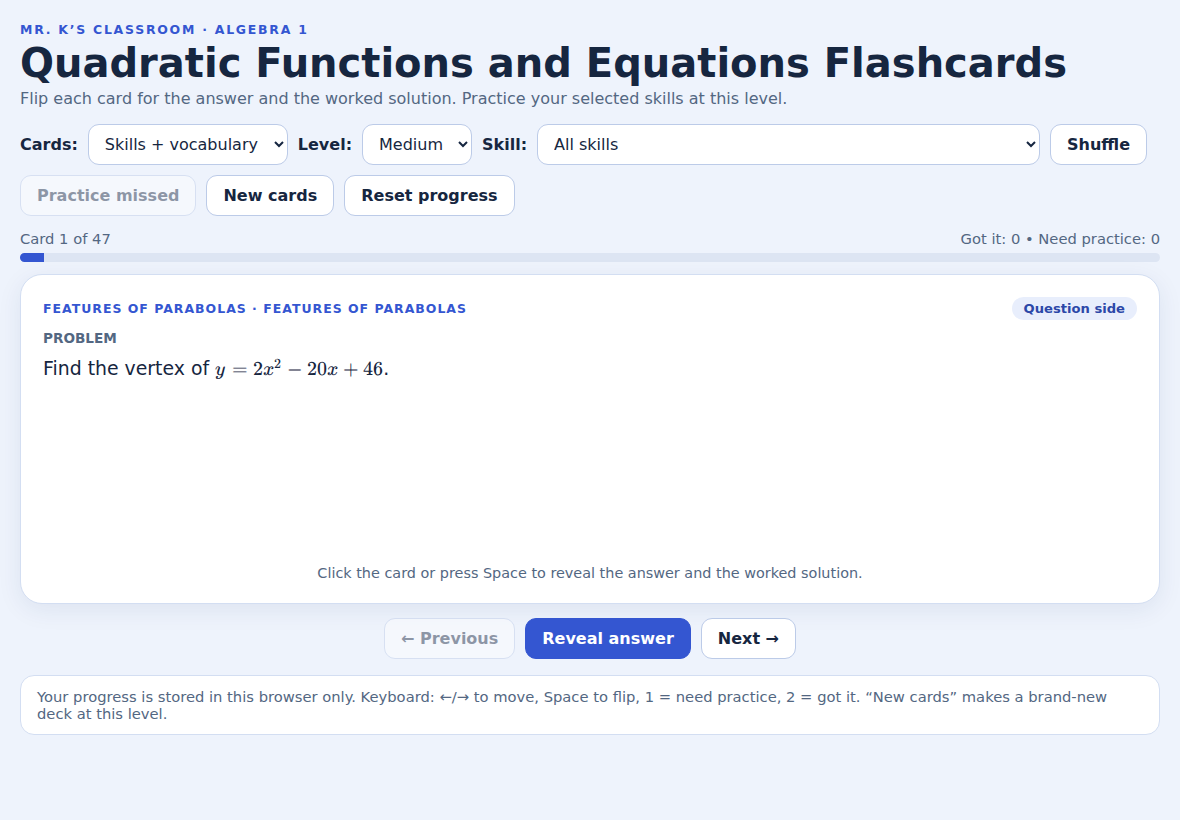 MR. K’S CLASSROOM · ALGEBRA 1
Quadratic Functions and Equations Flashcards
Flip each card for the answer and the worked solution. Practice your selected skills at this level.
Cards: Skills + vocabulary Level: Medium Skill: All skills Shuffle
Practice missed New cards Reset progress
Card 1 of 47 Got it: 0 • Need practice: 0
FEATURES OF PARABOLAS · FEATURES OF PARABOLAS Question side
PROBLEM
Find the vertex of y = 2x² − 20x + 46.
Click the card or press Space to reveal the answer and the worked solution.
← Previous Reveal answer Next →
Your progress is stored in this browser only. Keyboard: ←/→ to move, Space to flip, 1 = need practice, 2 = got it. “New cards” makes a brand-new
deck at this level.